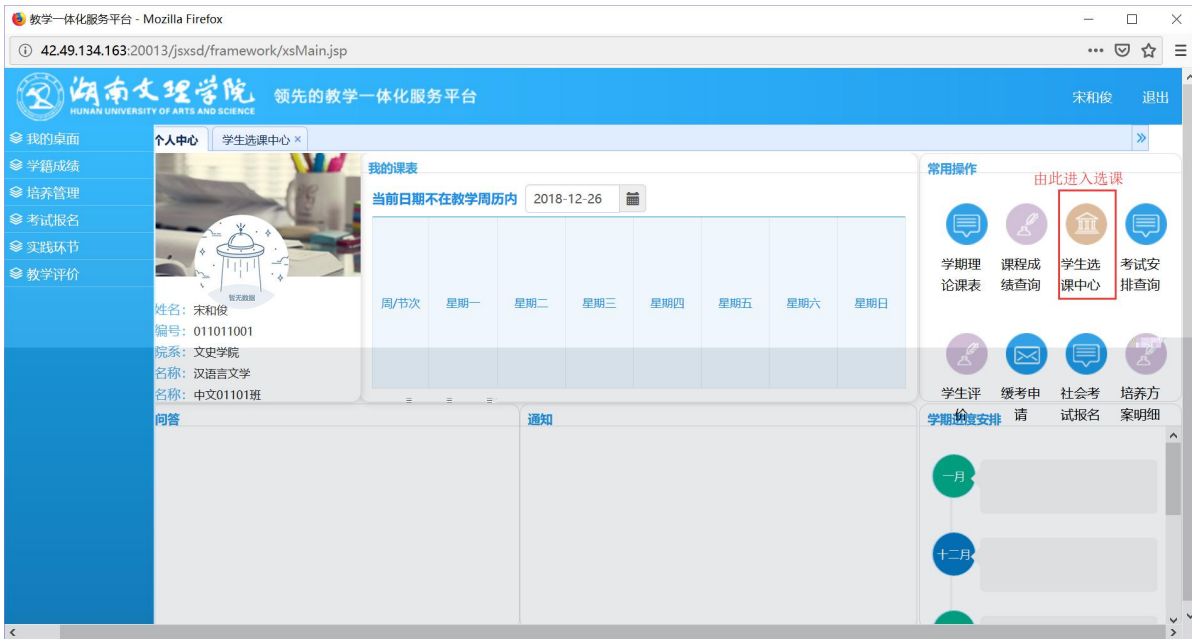 教学一体化服务平台 - Mozilla Firefox
42.49.134.163:20013/jsxsd/framework/xsMain.jsp
湖南文理学院
HUNAN UNIVERSITY OF ARTS AND SCIENCE
领先的教学一体化服务平台
宋和俊 退出
我的桌面
学籍成绩
培养管理
考试报名
实践环节
教学评价
个人中心 学生选课中心 ×
暂无数据
姓名：宋和俊
编号：011011001
院系：文史学院
名称：汉语言文学
名称：中文01101班
我的课表
当前日期不在教学周历内 2018-12-26
周/节次 星期一 星期二 星期三 星期四 星期五 星期六 星期日
常用操作
由此进入选课
学期理论课表
课程成绩查询
学生选课中心
考试安排查询
学生评价
缓考申请
社会考试报名
培养方案明细
问答
通知
学期进度安排
一月
十二月